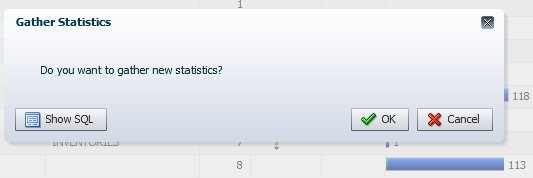 1
Gather Statistics
Do you want to gather new statistics?
118
Show SQL
OK
Cancel
INVENTORIES 7 1
8 113